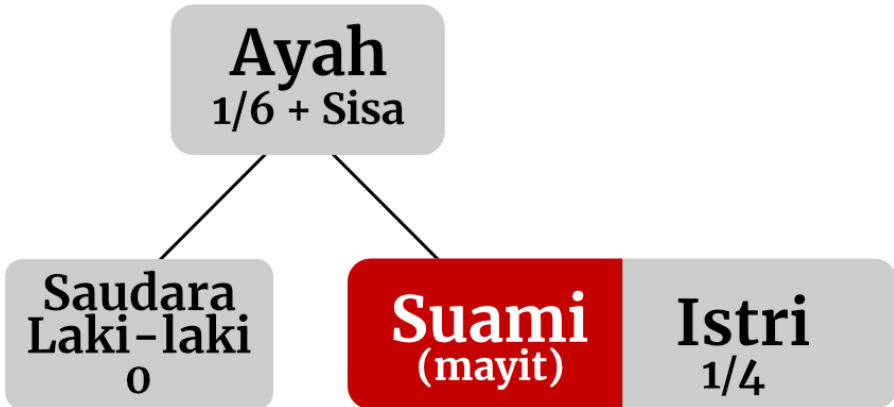 Ayah
1/6 + Sisa
Saudara
Laki-laki
0
Suami
(mayit)
Istri
1/4